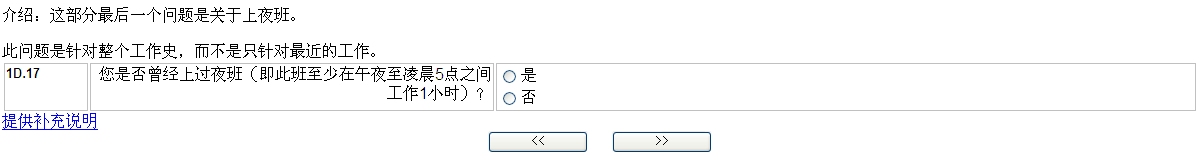 介绍：这部分最后一个问题是关于上夜班。
此问题是针对整个工作史，而不是只针对最近的工作。
1D.17
您是否曾经上过夜班（即此班至少在午夜至凌晨5点之间
工作1小时）？
是
否
提供补充说明
<<
>>